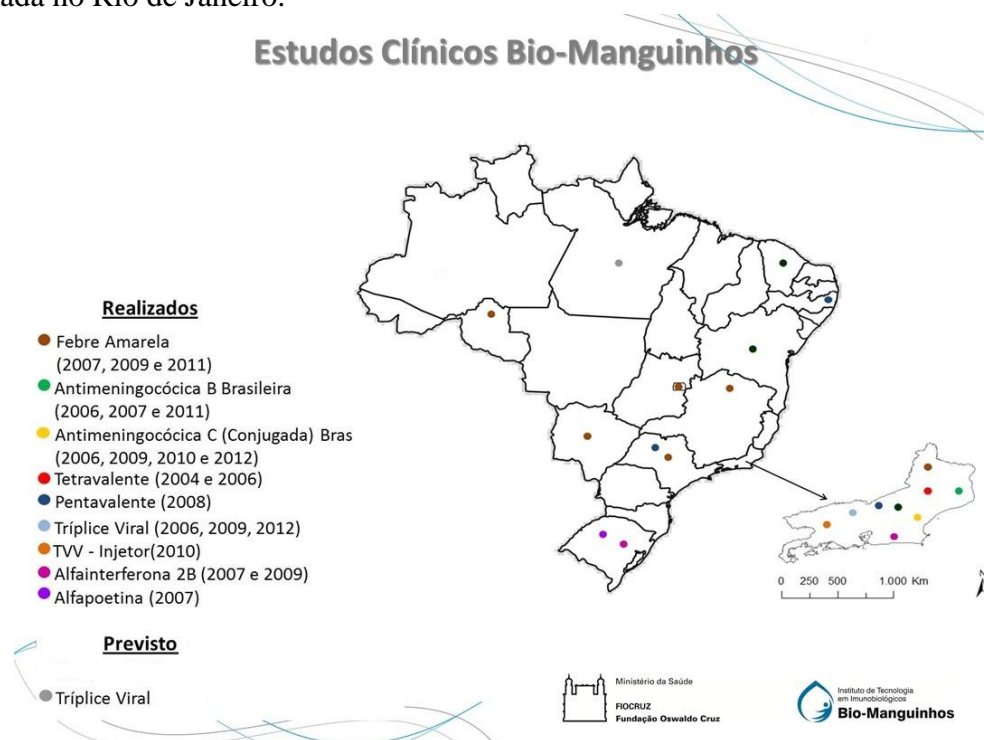 ada no Rio de Janeiro.
Estudos Clínicos Bio-Manguinhos
Realizados
Febre Amarela
(2007, 2009 e 2011)
Antimeningocócica B Brasileira
(2006, 2007 e 2011)
Antimeningocócica C (Conjugada) Bras
(2006, 2009, 2010 e 2012)
Tetravalente (2004 e 2006)
Pentavalente (2008)
Tríplice Viral (2006, 2009, 2012)
TVV - Injetor(2010)
Alfainterferona 2B (2007 e 2009)
Alfapoetina (2007)
Previsto
Tríplice Viral
0 250 500 1.000 Km
N
Ministério da Saúde
FIOCRUZ
Fundação Oswaldo Cruz
Instituto de Tecnologia
em Imunobiológicos
Bio-Manguinhos